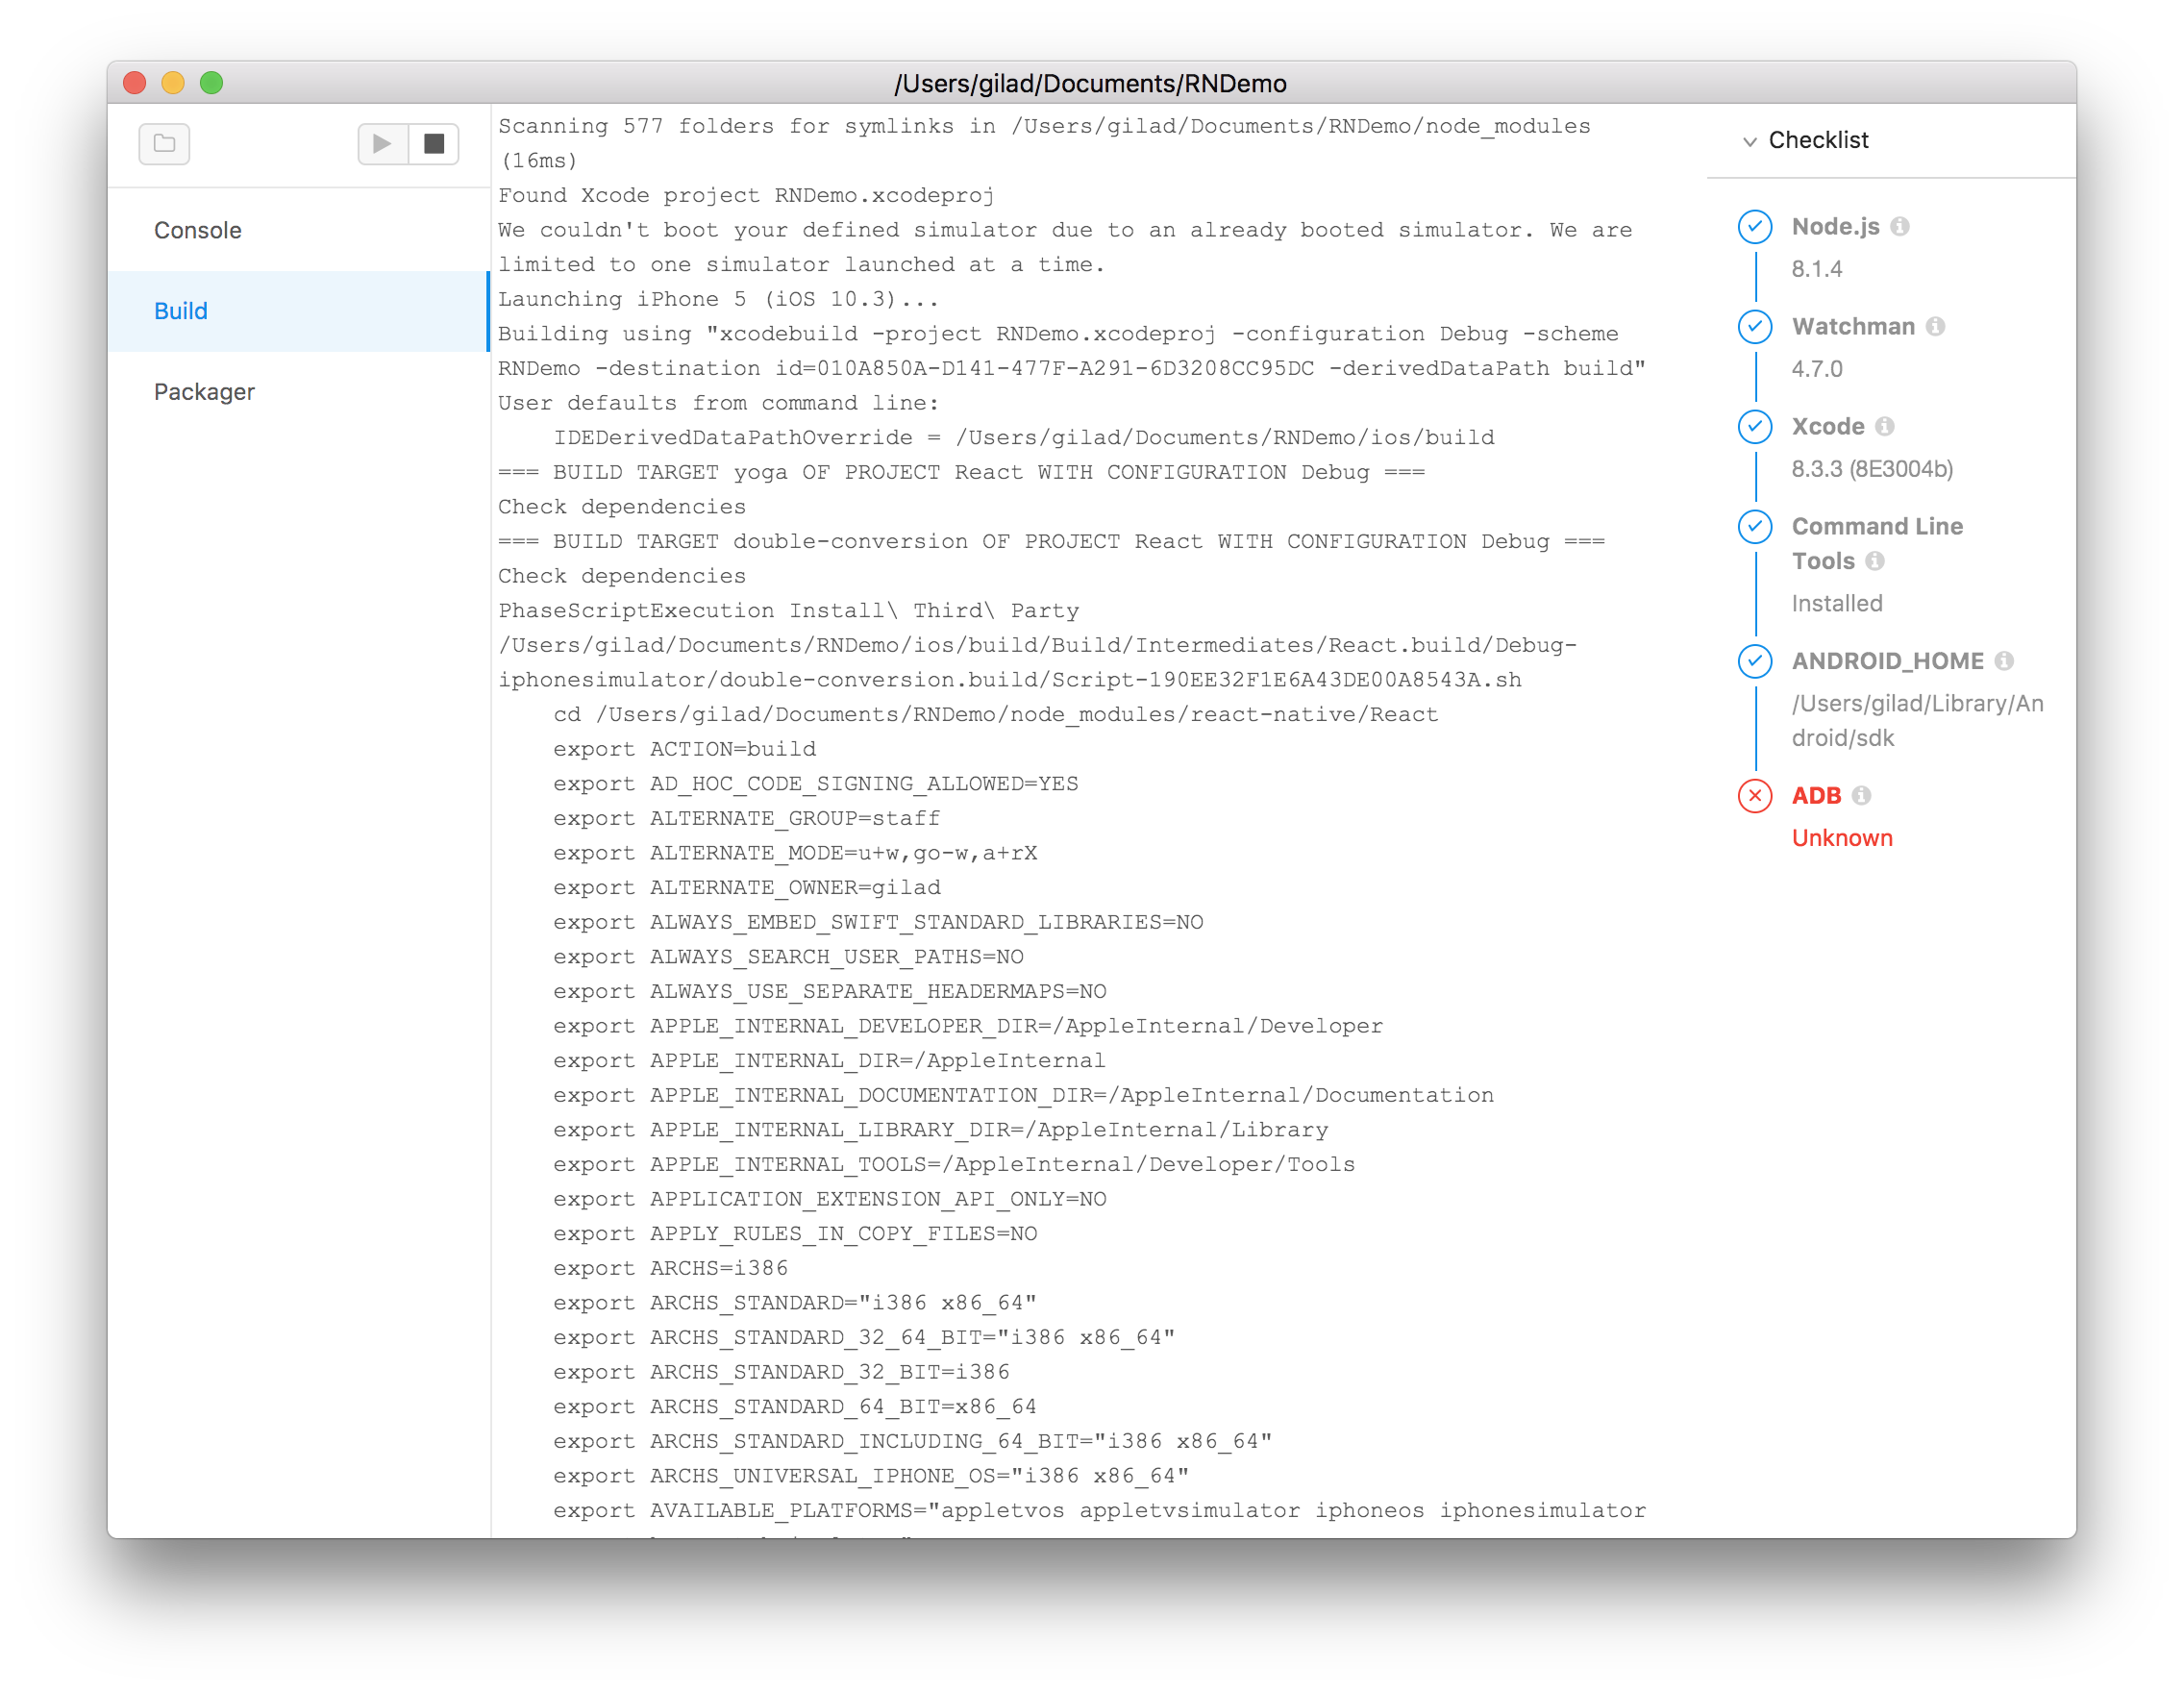 /Users/gilad/Documents/RNDemo
Console
Build
Packager
Scanning 577 folders for symlinks in /Users/gilad/Documents/RNDemo/node_modules
(16ms)
Found Xcode project RNDemo.xcodeproj
We couldn't boot your defined simulator due to an already booted simulator. We are
limited to one simulator launched at a time.
Launching iPhone 5 (iOS 10.3)...
Building using "xcodebuild -project RNDemo.xcodeproj -configuration Debug -scheme
RNDemo -destination id=010A850A-D141-477F-A291-6D3208CC95DC -derivedDataPath build"
User defaults from command line:
    IDEDerivedDataPathOverride = /Users/gilad/Documents/RNDemo/ios/build
=== BUILD TARGET yoga OF PROJECT React WITH CONFIGURATION Debug ===
Check dependencies
=== BUILD TARGET double-conversion OF PROJECT React WITH CONFIGURATION Debug ===
Check dependencies
PhaseScriptExecution Install\ Third\ Party
/Users/gilad/Documents/RNDemo/ios/build/Build/Intermediates/React.build/Debug-
iphonesimulator/double-conversion.build/Script-190EE32F1E6A43DE00A8543A.sh
    cd /Users/gilad/Documents/RNDemo/node_modules/react-native/React
    export ACTION=build
    export AD_HOC_CODE_SIGNING_ALLOWED=YES
    export ALTERNATE_GROUP=staff
    export ALTERNATE_MODE=u+w,go-w,a+rX
    export ALTERNATE_OWNER=gilad
    export ALWAYS_EMBED_SWIFT_STANDARD_LIBRARIES=NO
    export ALWAYS_SEARCH_USER_PATHS=NO
    export ALWAYS_USE_SEPARATE_HEADERMAPS=NO
    export APPLE_INTERNAL_DEVELOPER_DIR=/AppleInternal/Developer
    export APPLE_INTERNAL_DIR=/AppleInternal
    export APPLE_INTERNAL_DOCUMENTATION_DIR=/AppleInternal/Documentation
    export APPLE_INTERNAL_LIBRARY_DIR=/AppleInternal/Library
    export APPLE_INTERNAL_TOOLS=/AppleInternal/Developer/Tools
    export APPLICATION_EXTENSION_API_ONLY=NO
    export APPLY_RULES_IN_COPY_FILES=NO
    export ARCHS=i386
    export ARCHS_STANDARD="i386 x86_64"
    export ARCHS_STANDARD_32_64_BIT="i386 x86_64"
    export ARCHS_STANDARD_32_BIT=i386
    export ARCHS_STANDARD_64_BIT=x86_64
    export ARCHS_STANDARD_INCLUDING_64_BIT="i386 x86_64"
    export ARCHS_UNIVERSAL_IPHONE_OS="i386 x86_64"
    export AVAILABLE_PLATFORMS="appletvos appletvsimulator iphoneos iphonesimulator
Checklist
Node.js
8.1.4
Watchman
4.7.0
Xcode
8.3.3 (8E3004b)
Command Line
Tools
Installed
ANDROID_HOME
/Users/gilad/Library/An
droid/sdk
ADB
Unknown